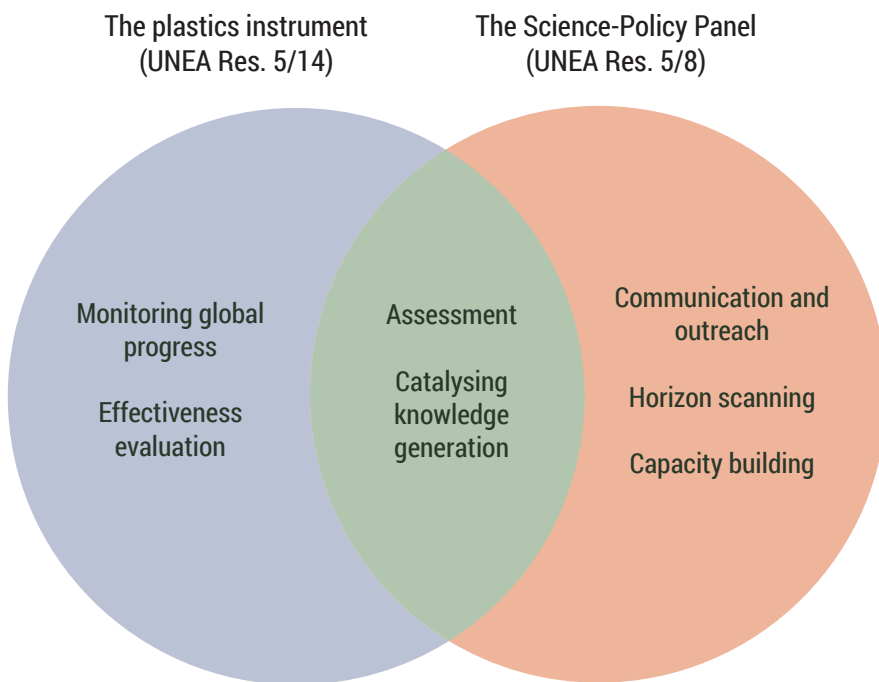 The plastics instrument
(UNEA Res. 5/14)
The Science-Policy Panel
(UNEA Res. 5/8)
Monitoring global
progress
Effectiveness
evaluation
Assessment
Catalysing
knowledge
generation
Communication and
outreach
Horizon scanning
Capacity building